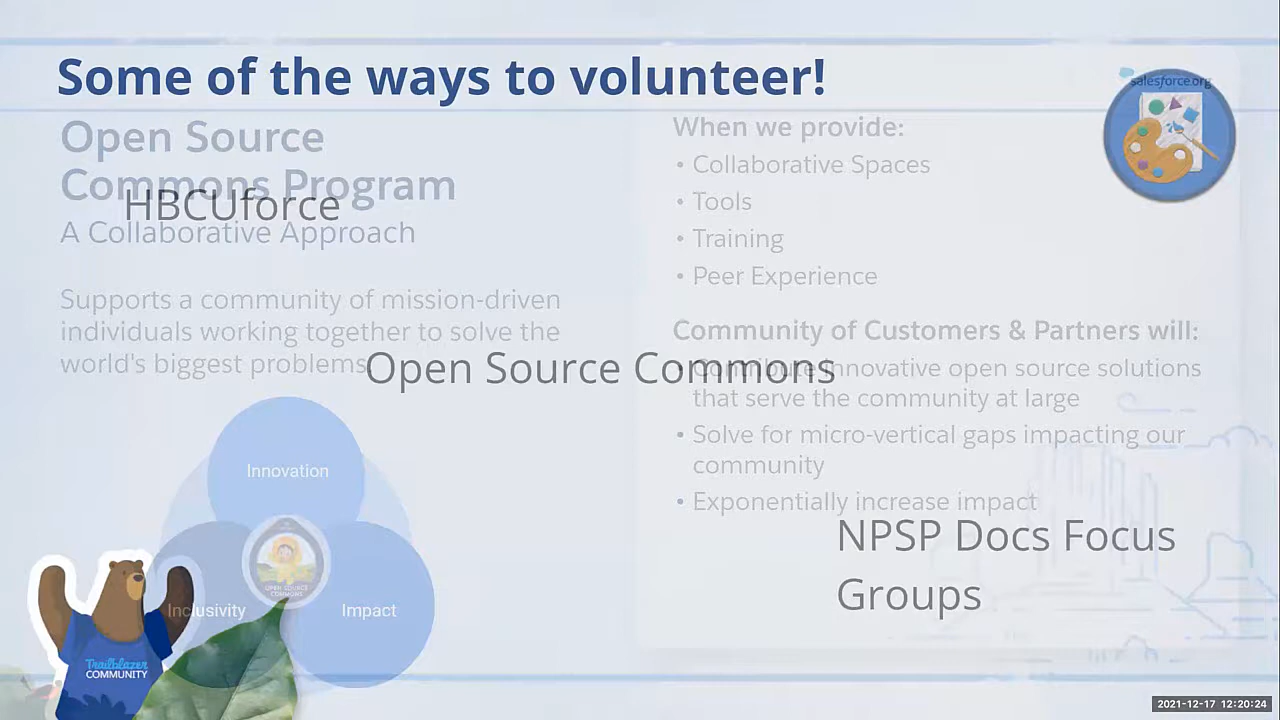 Some of the ways to volunteer!
salesforce.org
Open Source
Commons Program
HBCUforce
A Collaborative Approach
Supports a community of mission-driven
individuals working together to solve the
world's biggest problems.
Open Source Commons
Innovation
Inclusivity
Impact
OPEN SOURCE
COMMONS
Trailblazer
COMMUNITY
When we provide:
• Collaborative Spaces
• Tools
• Training
• Peer Experience
Community of Customers & Partners will:
• Contribute innovative open source solutions
that serve the community at large
• Solve for micro-vertical gaps impacting our
community
• Exponentially increase impact
NPSP Docs Focus
Groups
2021-12-17 12:20:24